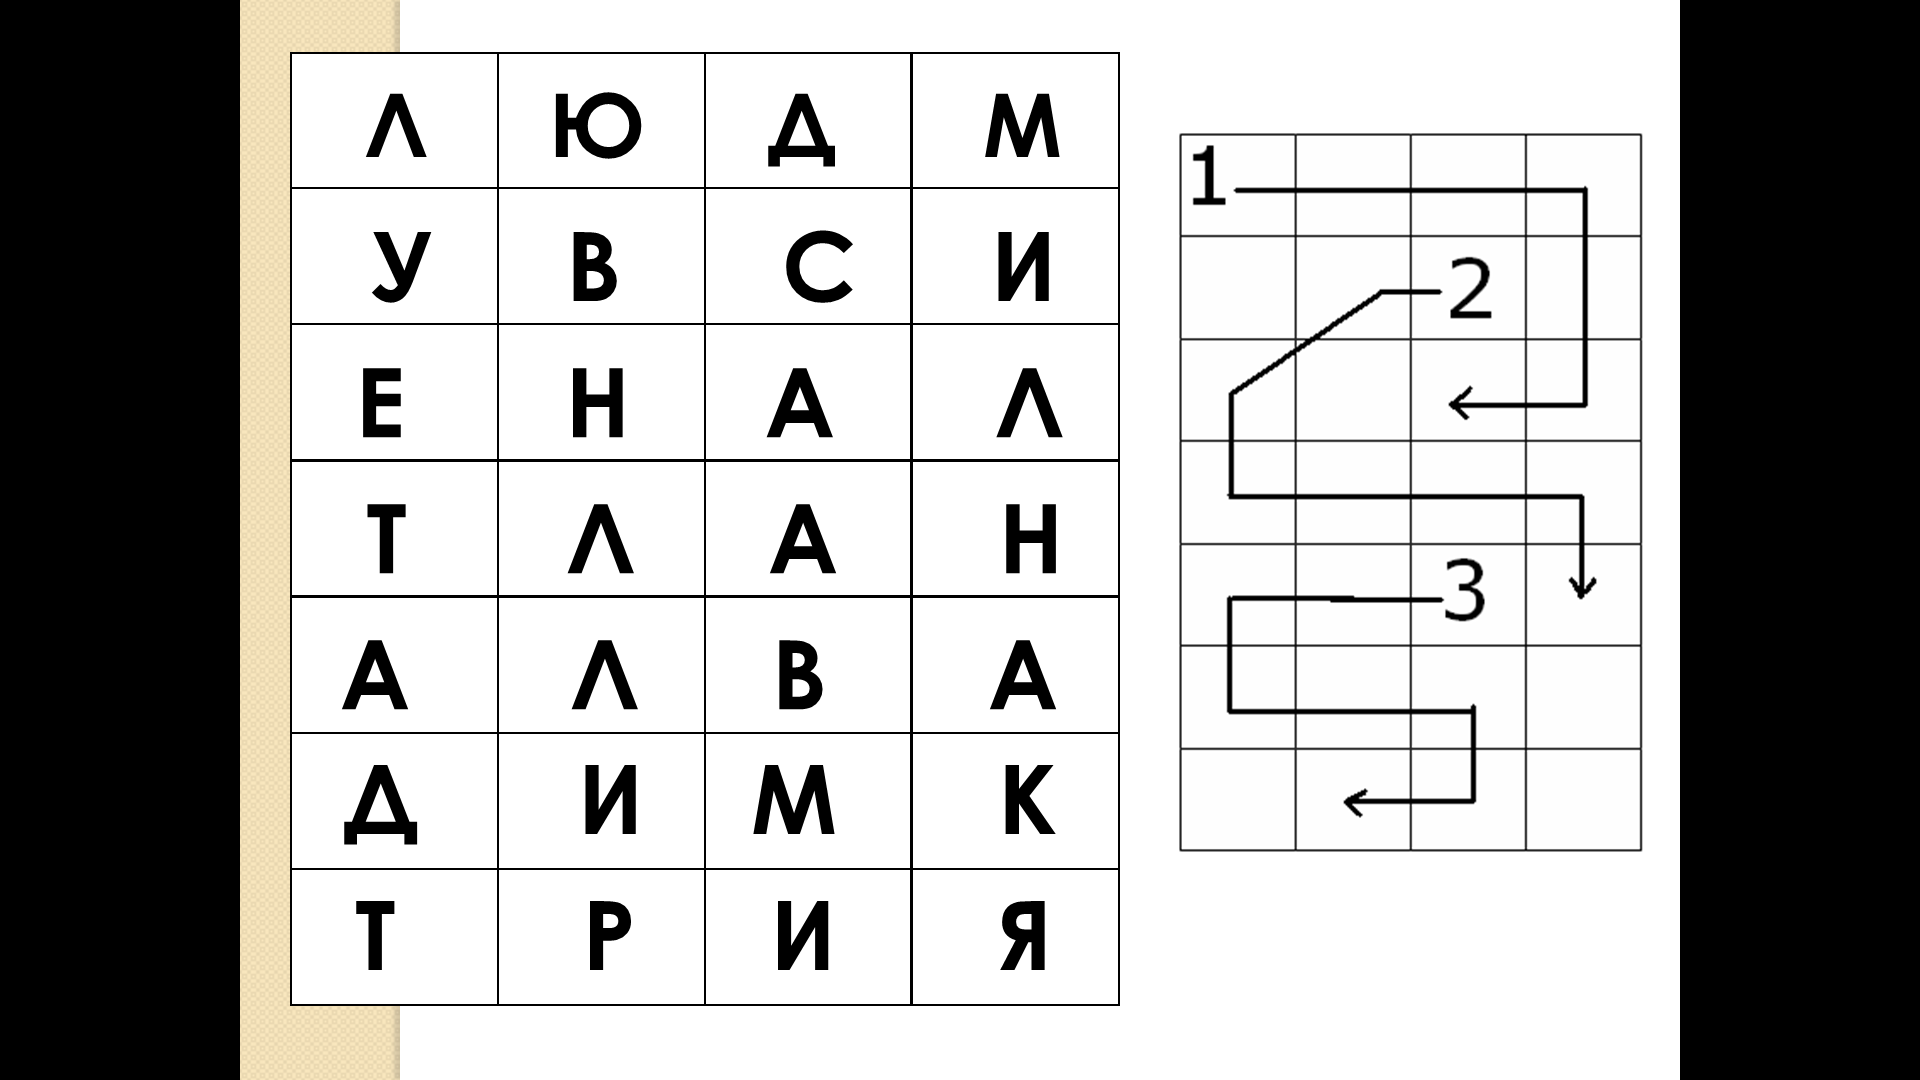 Л Ю Д М
У В С И
Е Н А Л
Т Л А Н
А Л В А
Д И М К
Т Р И Я
1
2
3